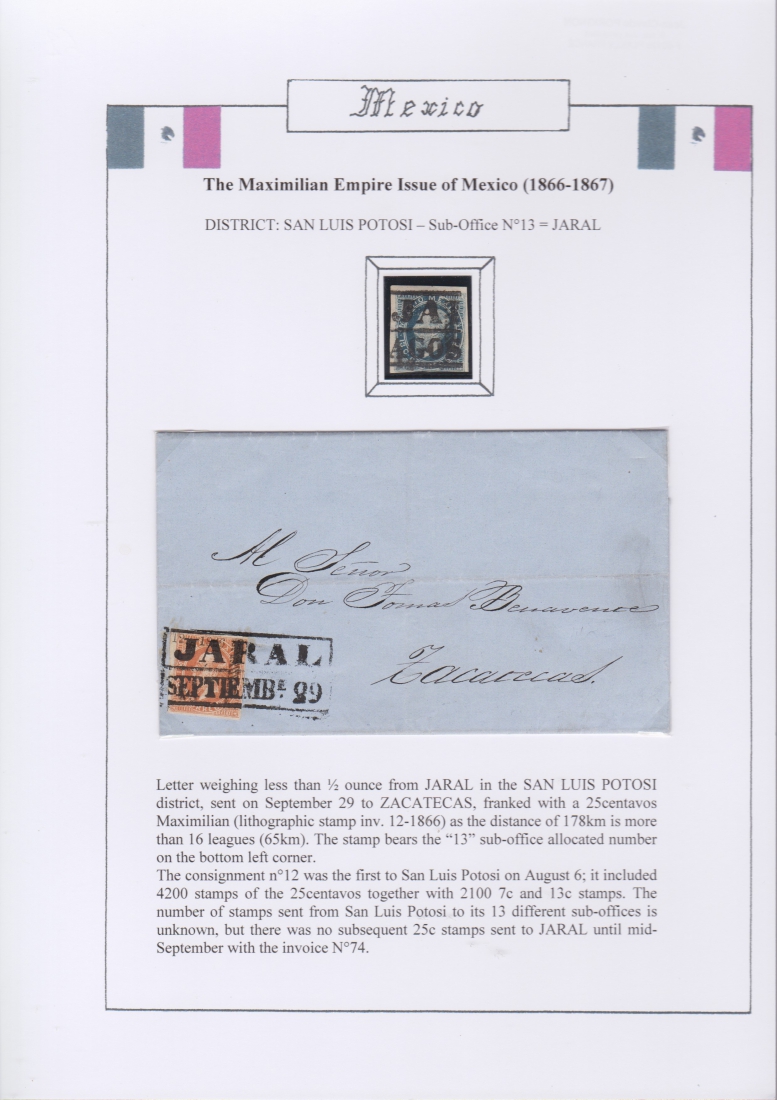 Mexico
The Maximilian Empire Issue of Mexico (1866-1867)
DISTRICT: SAN LUIS POTOSI – Sub-Office N°13 = JARAL
JA
AGOS
Al Señor
Don Tomas Benavence
Zacatecas.
JARAL
SEPTIEMBE 29
Letter weighing less than ½ ounce from JARAL in the SAN LUIS POTOSI
district, sent on September 29 to ZACATECAS, franked with a 25centavos
Maximilian (lithographic stamp inv. 12-1866) as the distance of 178km is more
than 16 leagues (65km). The stamp bears the “13” sub-office allocated number
on the bottom left corner.
The consignment n°12 was the first to San Luis Potosi on August 6; it included
4200 stamps of the 25centavos together with 2100 7c and 13c stamps. The
number of stamps sent from San Luis Potosi to its 13 different sub-offices is
unknown, but there was no subsequent 25c stamps sent to JARAL until mid-
September with the invoice N°74.